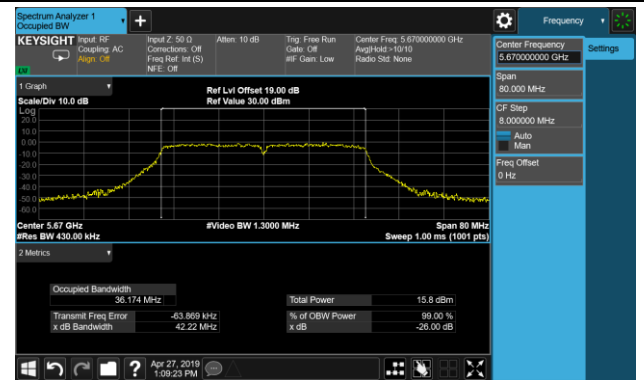 Spectrum Analyzer 1
Occupied BW
Frequency
KEYSIGHT
Input: RF
Coupling: AC
Align: Off
Input Z: 50 Ω
Corrections: Off
Freq Ref: Int (S)
NFE: Off
Atten: 10 dB
Trig: Free Run
Gate: Off
#IF Gain: Low
Center Freq: 5.670000000 GHz
Avg|Hold:>10/10
Radio Std: None
Center Frequency
5.670000000 GHz
Settings
Span
80.000 MHz
CF Step
8.000000 MHz
Auto
Man
Freq Offset
0 Hz
1 Graph
Scale/Div 10.0 dB
Ref Lvl Offset 19.00 dB
Ref Value 30.00 dBm
Log
20.0
10.0
0.00
-10.0
-20.0
-30.0
-40.0
-50.0
-60.0
Center 5.67 GHz
#Video BW 1.3000 MHz
Span 80 MHz
#Res BW 430.00 kHz
Sweep 1.00 ms (1001 pts)
2 Metrics
Occupied Bandwidth
36.174 MHz
Total Power 15.8 dBm
Transmit Freq Error -63.869 kHz
% of OBW Power 99.00 %
x dB Bandwidth 42.22 MHz
x dB -26.00 dB
Apr 27, 2019
1:09:23 PM